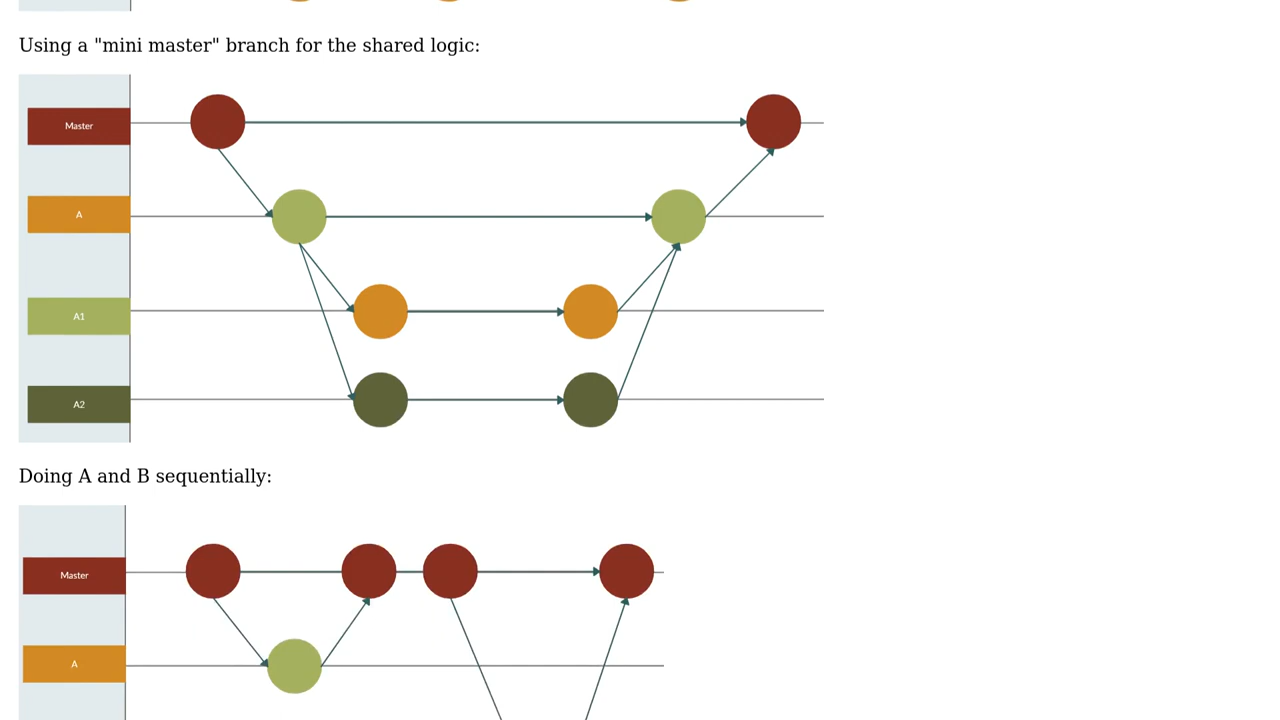 Using a "mini master" branch for the shared logic:
Master
A
A1
A2
Doing A and B sequentially:
Master
A